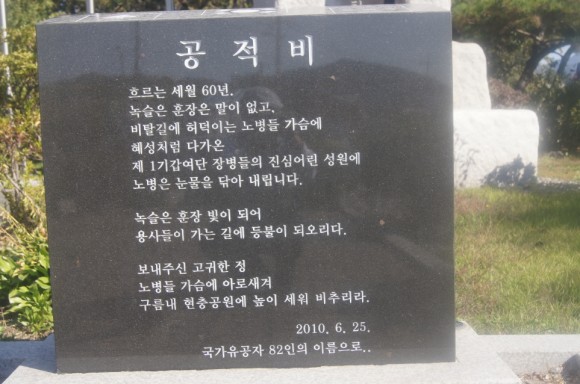 공적비
흐르는 세월 60년.
녹슬은 훈장은 말이 없고,
비탈길에 허덕이는 노병들 가슴에
혜성처럼 다가온
제 1기갑여단 장병들의 진심어린 성원에
노병은 눈물을 닦아 내립니다.
녹슬은 훈장 빛이 되어
용사들이 가는 길에 등불이 되오리다.
보내주신 고귀한 정
노병들 가슴에 아로새겨
구름내 현충공원에 높이 세워 비추리라.
2010. 6. 25.
국가유공자 82인의 이름으로..